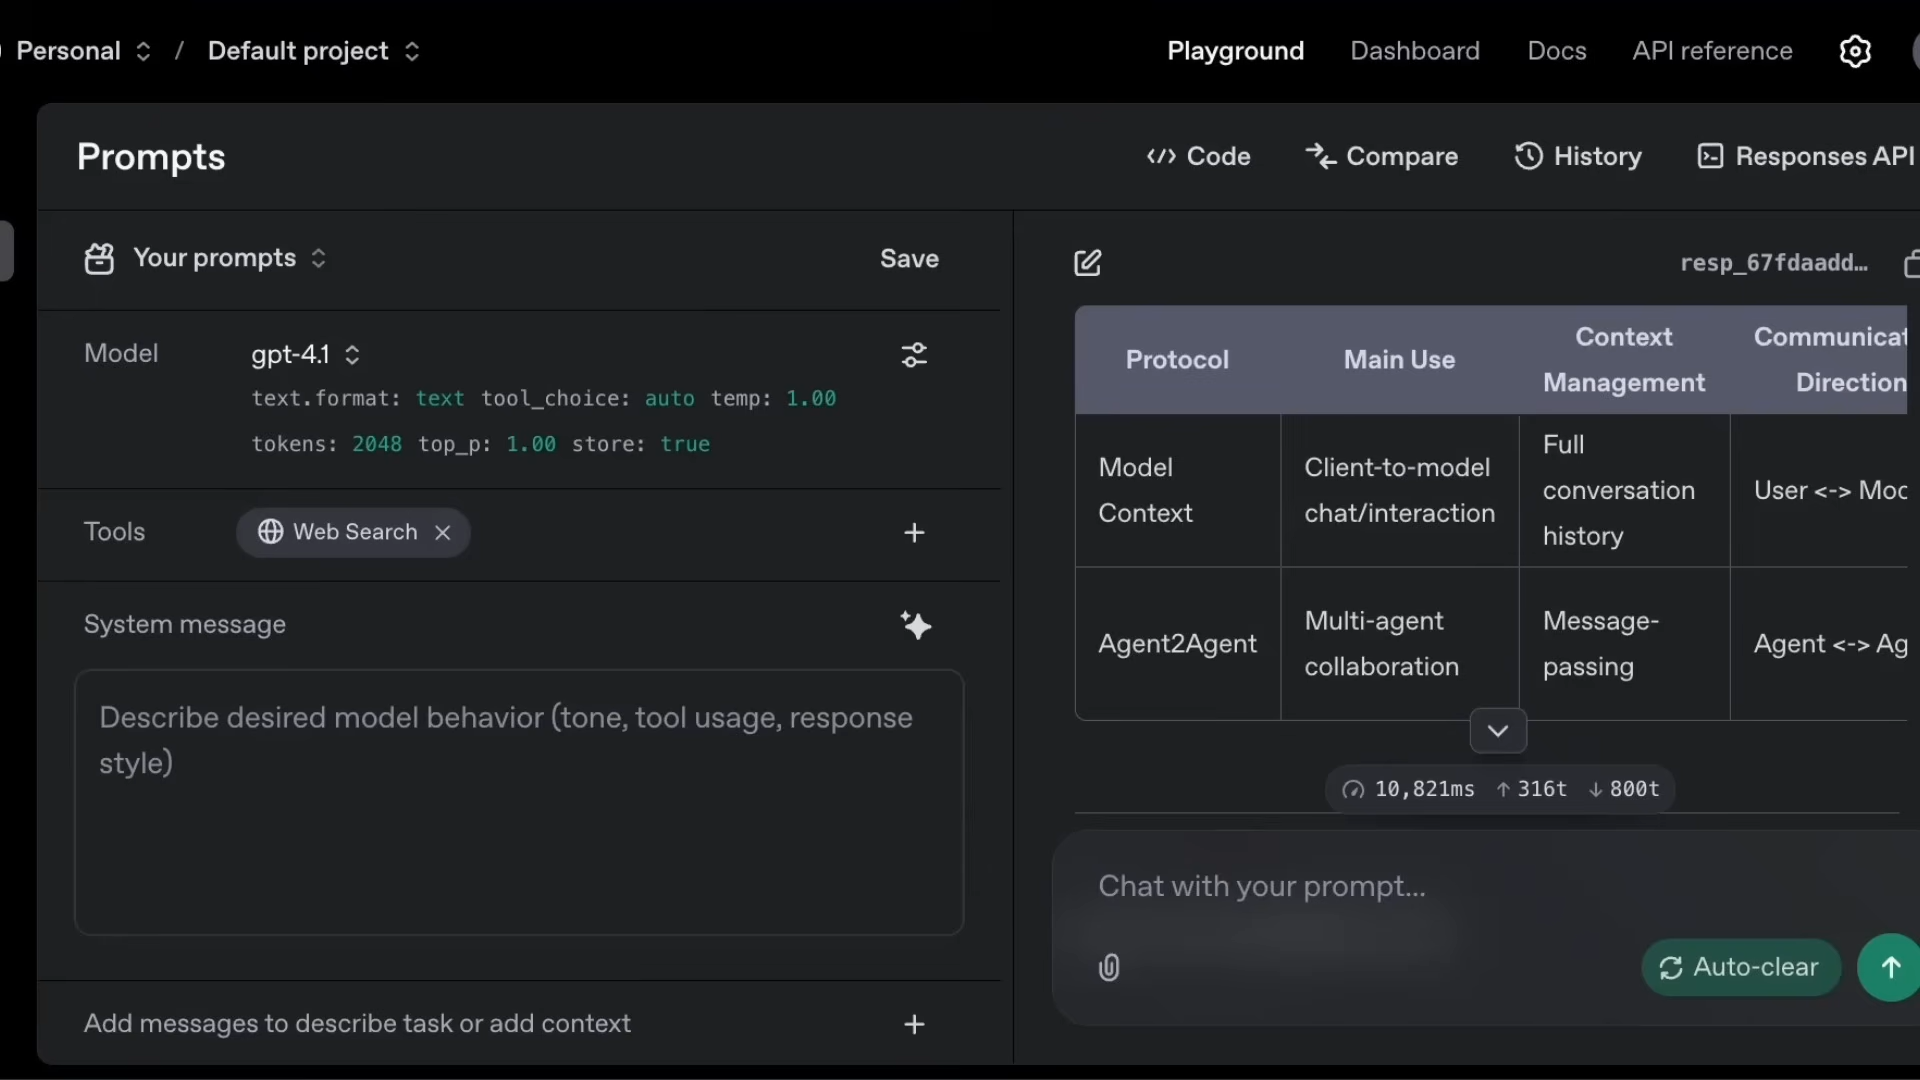 Personal / Default project
Playground Dashboard Docs API reference
Prompts
Code Compare History Responses API
Your prompts Save
resp_67fdaadd…
Model gpt-4.1
text.format: text tool_choice: auto temp: 1.00
tokens: 2048 top_p: 1.00 store: true
Tools Web Search
System message
Describe desired model behavior (tone, tool usage, response
style)
Add messages to describe task or add context
Protocol
Main Use
Context
Management
Communicat
Direction
Model
Context
Client-to-model
chat/interaction
Full
conversation
history
User <-> Mod
Agent2Agent
Multi-agent
collaboration
Message-
passing
Agent <-> Ag
10,821ms ↑ 316t ↓ 800t
Chat with your prompt...
Auto-clear